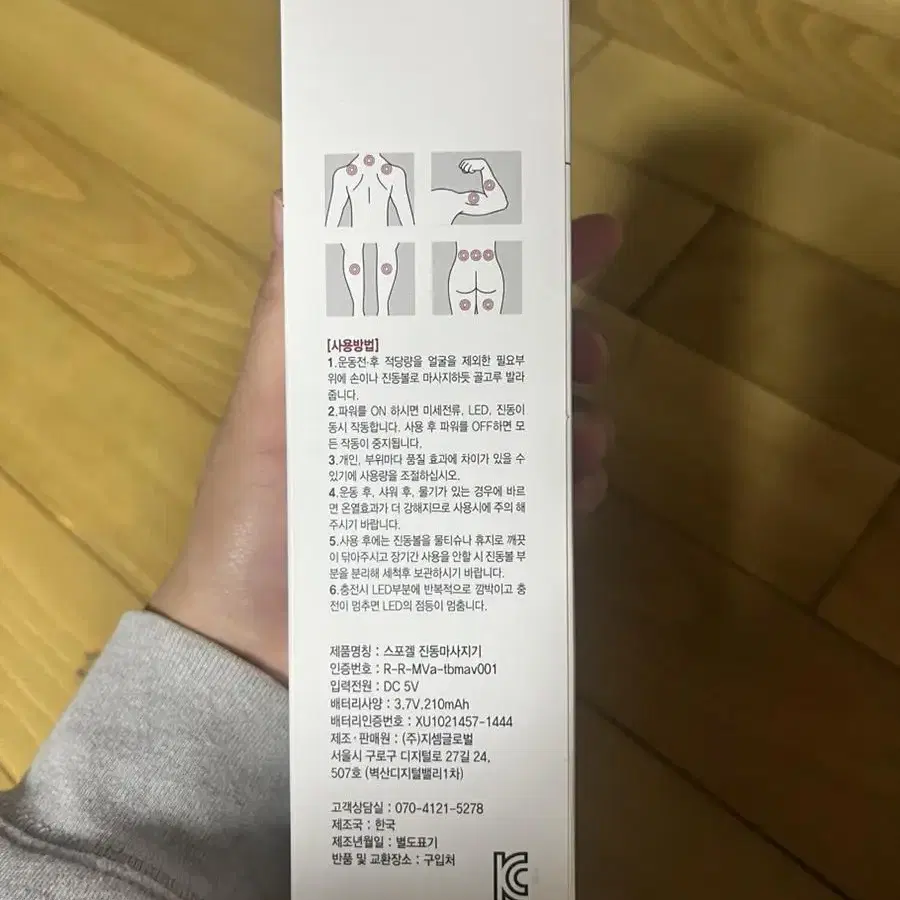 [사용방법]
1.운동전·후 적당량을 얼굴을 제외한 필요부
위에 손이나 진동볼로 마사지하듯 골고루 발라
줍니다.
2.파워를 ON 하시면 미세전류, LED, 진동이
동시 작동합니다. 사용 후 파워를 OFF하면 모
든 작동이 중지됩니다.
3.개인, 부위마다 품질 효과에 차이가 있을 수
있기에 사용량을 조절하십시오.
4.운동 후, 샤워 후, 물기가 있는 경우에 바르
면 온열효과가 더 강해지므로 사용시에 주의 해
주시기 바랍니다.
5.사용 후에는 진동볼을 물티슈나 휴지로 깨끗
이 닦아주시고 장기간 사용을 안할 시 진동볼 부
분을 분리해 세척후 보관하시기 바랍니다.
6.충전시 LED부분에 반복적으로 깜박이고 충
전이 멈추면 LED의 점등이 멈춤니다.
제품명칭 : 스포겔 진동마사지기
인증번호 : R-R-MVa-tbmav001
입력전원 : DC 5V
배터리사양 : 3.7V.210mAh
배터리인증번호 : XU1021457-1444
제조·판매원 : (주)지셈글로벌
서울시 구로구 디지털로 27길 24,
507호 (벽산디지털밸리1차)
고객상담실 : 070-4121-5278
제조국 : 한국
제조년월일 : 별도표기
반품 및 교환장소 : 구입처
KC